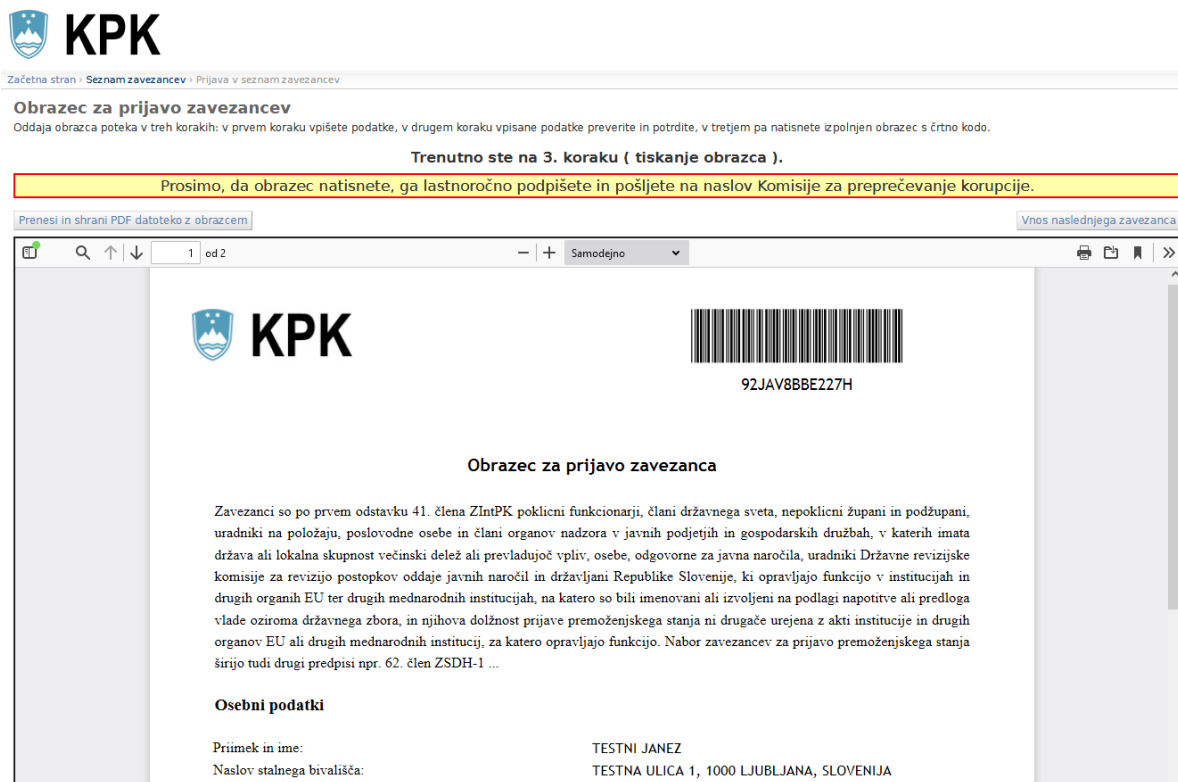 KPK
Začetna stran › Seznam zavezancev › Prijava v seznam zavezancev
Obrazec za prijavo zavezancev
Oddaja obrazca poteka v treh korakih: v prvem koraku vpišete podatke, v drugem koraku vpisane podatke preverite in potrdite, v tretjem pa natisnete izpolnjen obrazec s črtno kodo.
Trenutno ste na 3. koraku ( tiskanje obrazca ).
Prosimo, da obrazec natisnete, ga lastnoročno podpišete in pošljete na naslov Komisije za preprečevanje korupcije.
Prenesi in shrani PDF datoteko z obrazcem
Vnos naslednjega zavezanca
1 od 2
Samodejno
KPK
92JAV8BBE227H
Obrazec za prijavo zavezanca
Zavezanci so po prvem odstavku 41. člena ZIntPK poklicni funkcionarji, člani državnega sveta, nepoklicni župani in podžupani,
uradniki na položaju, poslovodne osebe in člani organov nadzora v javnih podjetjih in gospodarskih družbah, v katerih imata
država ali lokalna skupnost večinski delež ali prevladujoč vpliv, osebe, odgovorne za javna naročila, uradniki Državne revizijske
komisije za revizijo postopkov oddaje javnih naročil in državljani Republike Slovenije, ki opravljajo funkcijo v institucijah in
drugih organih EU ter drugih mednarodnih institucijah, na katero so bili imenovani ali izvoljeni na podlagi napotitve ali predloga
vlade oziroma državnega zbora, in njihova dolžnost prijave premoženjskega stanja ni drugače urejena z akti institucije in drugih
organov EU ali drugih mednarodnih institucij, za katero opravljajo funkcijo. Nabor zavezancev za prijavo premoženjskega stanja
širijo tudi drugi predpisi npr. 62. člen ZSDH-1 ...
Osebni podatki
Priimek in ime: TESTNI JANEZ
Naslov stalnega bivališča: TESTNA ULICA 1, 1000 LJUBLJANA, SLOVENIJA